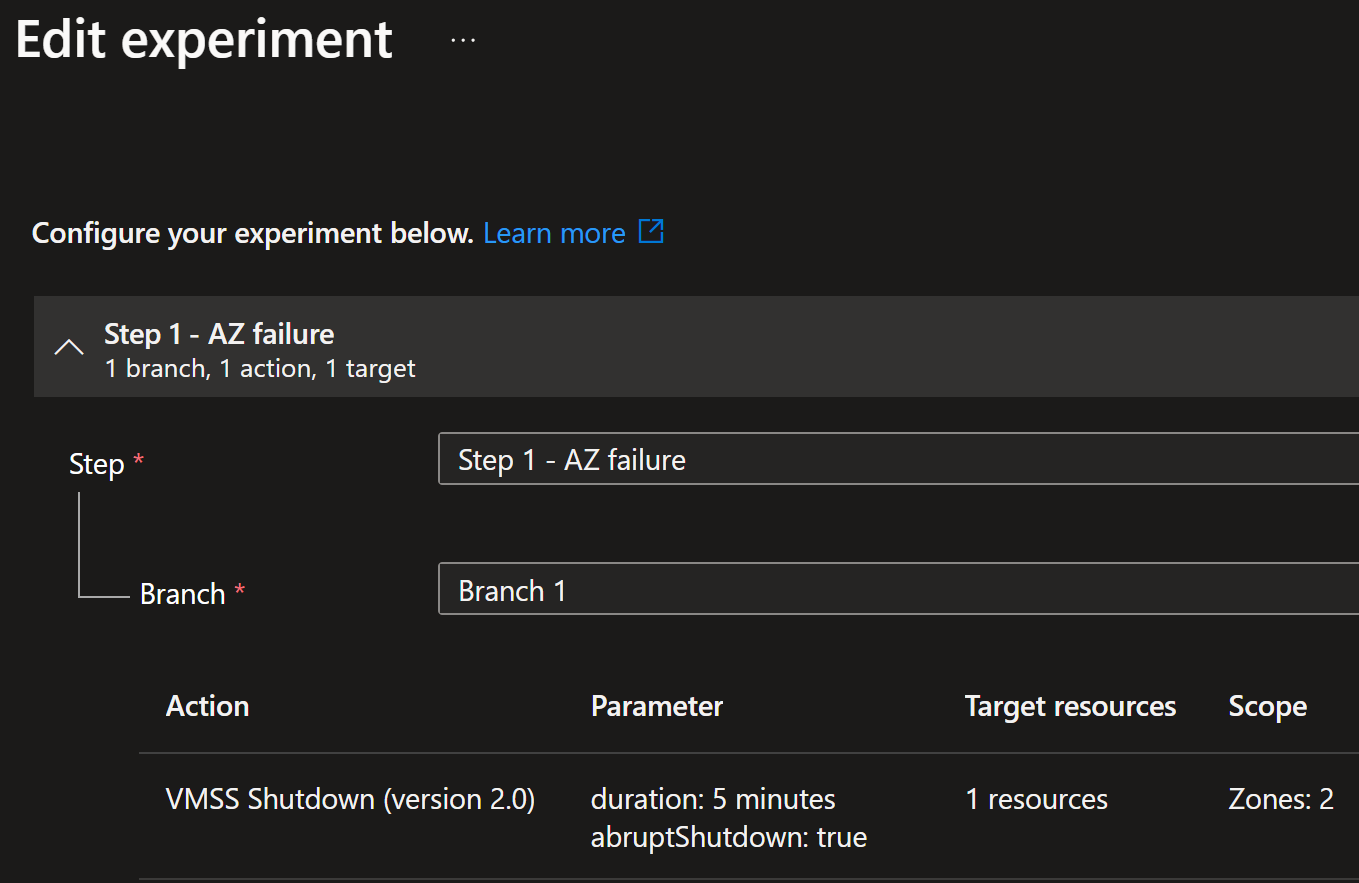 Edit experiment ...
Configure your experiment below. Learn more
Step 1 - AZ failure
1 branch, 1 action, 1 target
Step * Step 1 - AZ failure
Branch * Branch 1
Action Parameter Target resources Scope
VMSS Shutdown (version 2.0) duration: 5 minutes 1 resources Zones: 2
abruptShutdown: true